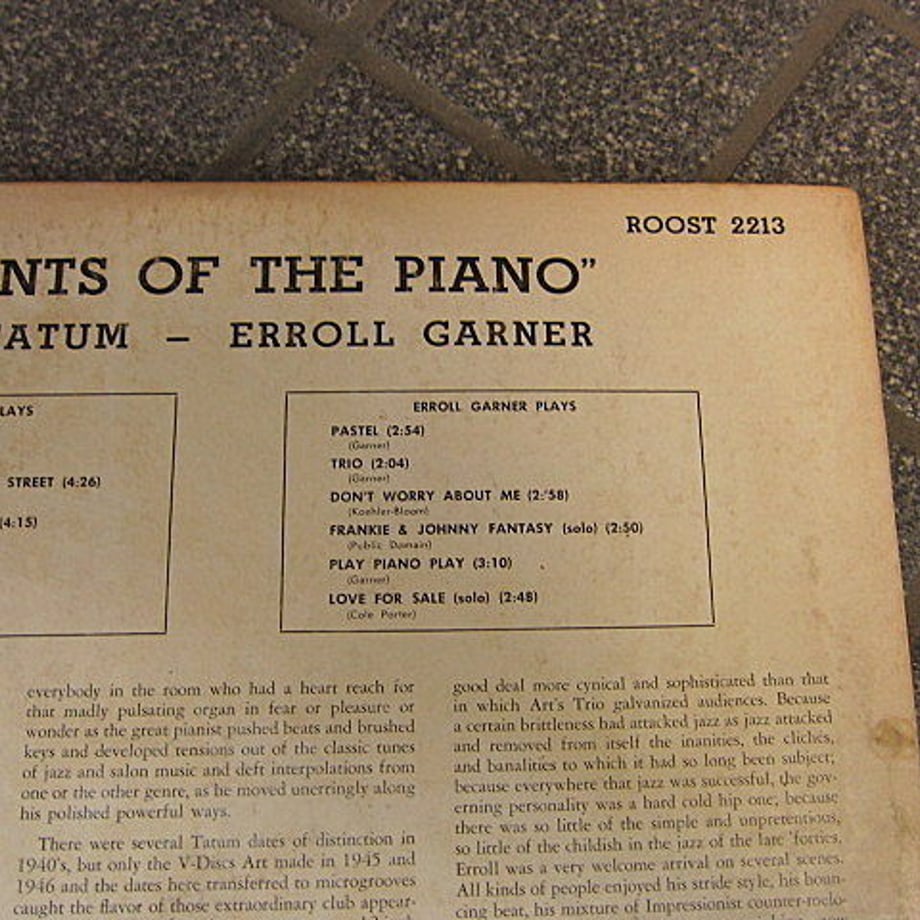 ROOST 2213
NTS OF THE PIANO”
TATUM – ERROLL GARNER
LAYS
STREET (4:26)
(4:15)
ERROLL GARNER PLAYS
PASTEL (2:54)
(Garner)
TRIO (2:04)
(Garner)
DON'T WORRY ABOUT ME (2:'58)
(Koehler-Bloom)
FRANKIE & JOHNNY FANTASY (solo) (2:50)
(Public Domain)
PLAY PIANO PLAY (3:10)
(Garner)
LOVE FOR SALE (solo) (2:48)
(Cole Porter)
everybody in the room who had a heart reach for
that madly pulsating organ in fear or pleasure or
wonder as the great pianist pushed beats and brushed
keys and developed tensions out of the classic tunes
of jazz and salon music and deft interpolations from
one or the other genre, as he moved unerringly along
his polished powerful ways.
There were several Tatum dates of distinction in
1940's, but only the V-Discs Art made in 1945 and
1946 and the dates here transferred to microgrooves
caught the flavor of those extraordinary club appear-
good deal more cynical and sophisticated than that
in which Art's Trio galvanized audiences. Because
a certain brittleness had attacked jazz as jazz attacked
and removed from itself the inanities, the cliches,
and banalities to which it had so long been subject;
because everywhere that jazz was successful, the gov-
erning personality was a hard cold hip one; because
there was so little of the simple and unpretentious,
so little of the childish in the jazz of the late 'forties,
Erroll was a very welcome arrival on several scenes.
All kinds of people enjoyed his stride style, his boun-
cing beat, his mixture of Impressionist counter-melo-